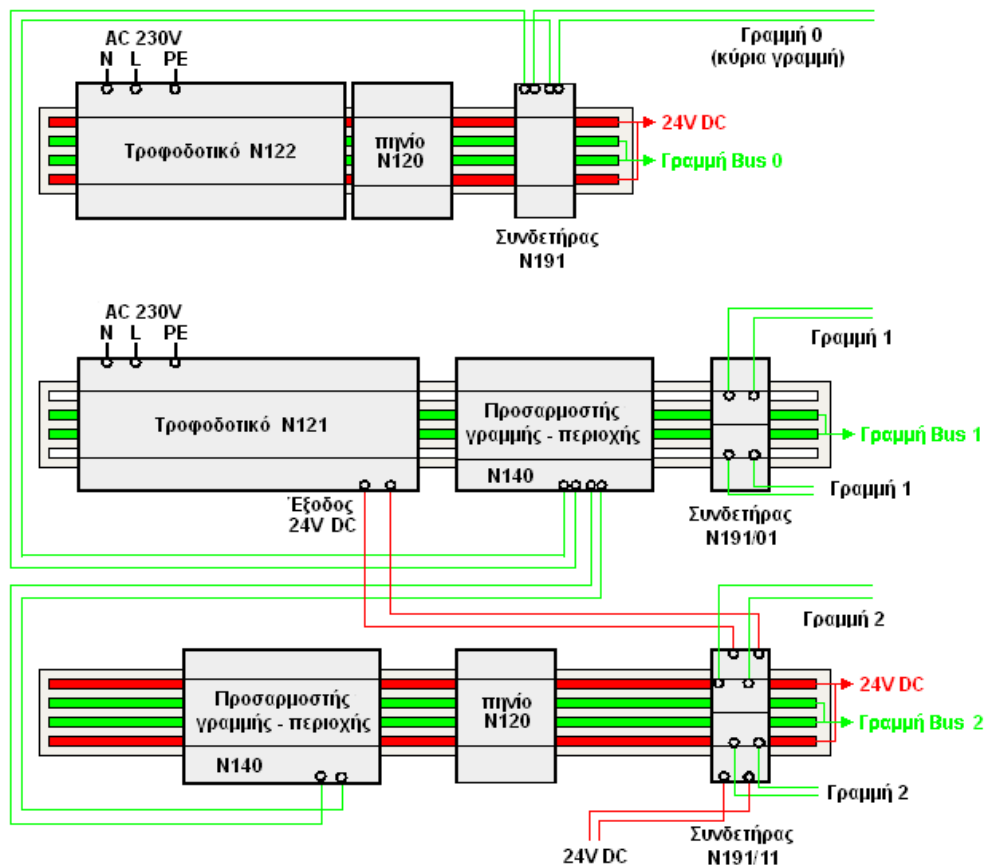 Γραμμή 0
(κύρια γραμμή)
AC 230V
N L PE
Τροφοδοτικό N122
πηνίο
N120
24V DC
Γραμμή Bus 0
Συνδετήρας
N191
AC 230V
N L PE
Γραμμή 1
Τροφοδοτικό N121
Προσαρμοστής
γραμμής - περιοχής
N140
Γραμμή Bus 1
Γραμμή 1
Έξοδος
24V DC
Συνδετήρας
N191/01
Γραμμή 2
Προσαρμοστής
γραμμής - περιοχής
N140
πηνίο
N120
24V DC
Γραμμή Bus 2
Γραμμή 2
24V DC
Συνδετήρας
N191/11